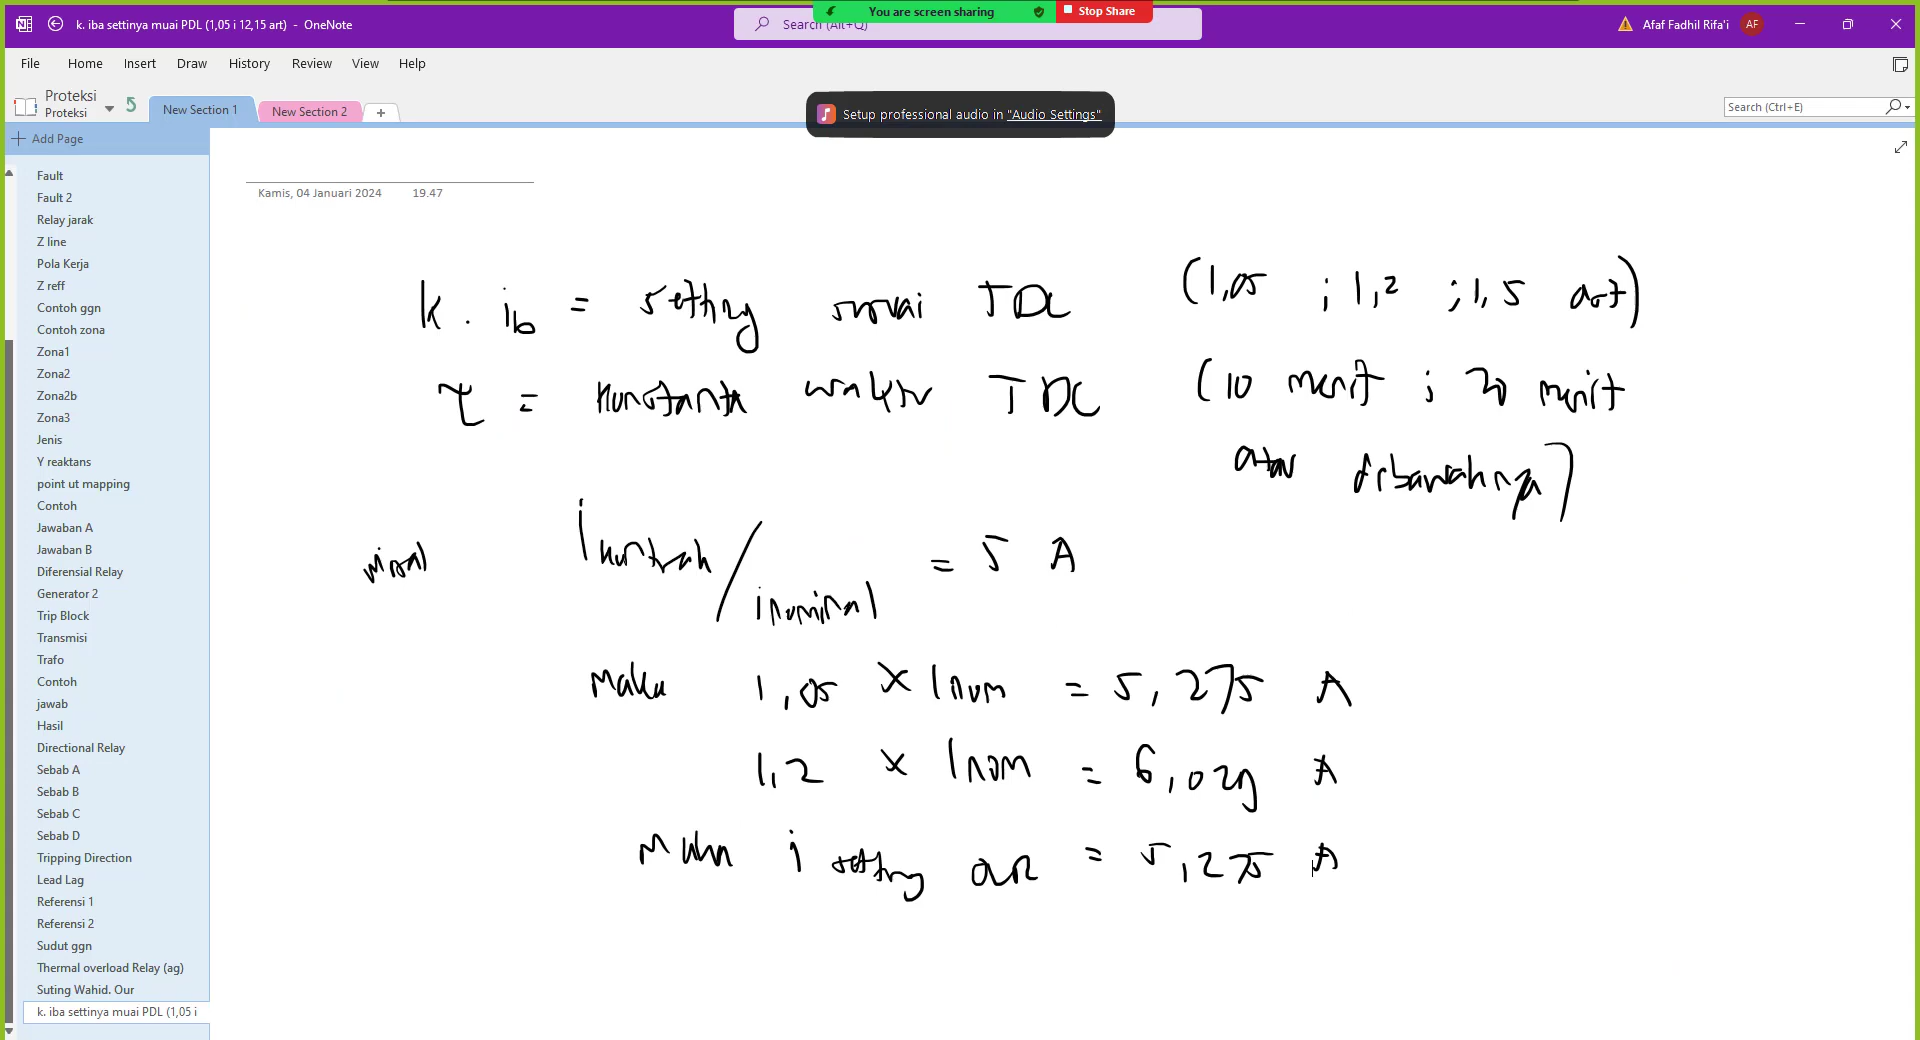 k. iba settinya muai PDL (1,05 i 12,15 art) - OneNote
You are screen sharing
Stop Share
Search (Alt+Q)
Afaf Fadhil Rifa'i
AF
File Home Insert Draw History Review View Help
Proteksi
Proteksi
New Section 1
New Section 2
Setup professional audio in "Audio Settings"
Search (Ctrl+E)
Add Page
Fault
Fault 2
Relay jarak
Z line
Pola Kerja
Z reff
Contoh ggn
Contoh zona
Zona1
Zona2
Zona2b
Zona3
Jenis
Y reaktans
point ut mapping
Contoh
Jawaban A
Jawaban B
Diferensial Relay
Generator 2
Trip Block
Transmisi
Trafo
Contoh
jawab
Hasil
Directional Relay
Sebab A
Sebab B
Sebab C
Sebab D
Tripping Direction
Lead Lag
Referensi 1
Referensi 2
Sudut ggn
Thermal overload Relay (ag)
Suting Wahid. Our
k. iba settinya muai PDL (1,05 i
Kamis, 04 Januari 2024 19.47
k . ib = setting TDL (1,05 ; 1,2 ; 1,5 )
τ = konstanta waktu TDL (10 menit ; 20 menit
atau dibawahnya)
misal I kontrak / inominal = 5 A
maka 1,05 x Inom = 5,275 A
1,2 x Inom = 6,029 A
maka i setting = 5,275 A